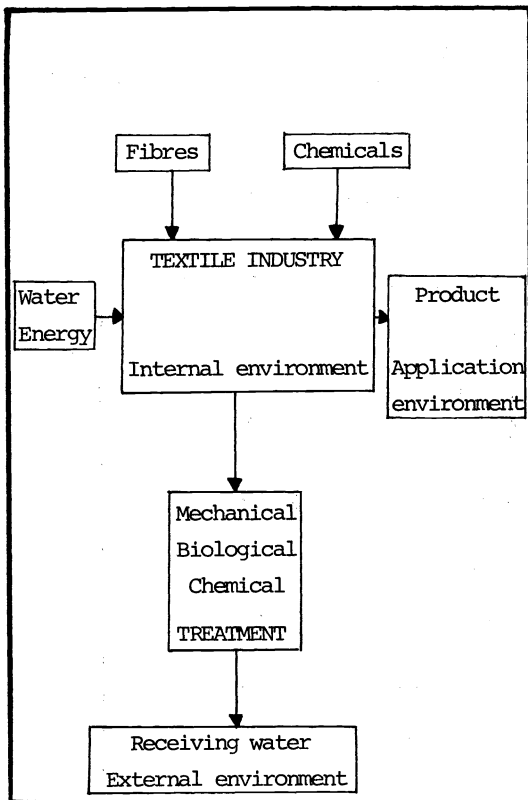 Fibres
Chemicals
TEXTILE INDUSTRY
Internal environment
Water
Energy
Product
Application
environment
Mechanical
Biological
Chemical
TREATMENT
Receiving water
External environment